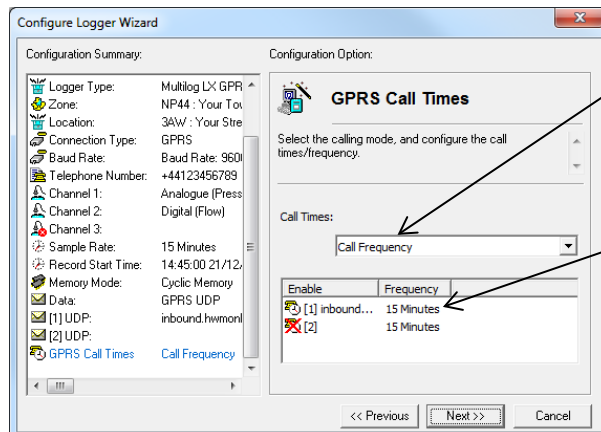 Configure Logger Wizard
Configuration Summary:
Logger Type: Multilog LX GPR
Zone: NP44 : Your Tov
Location: 3AW : Your Stre
Connection Type: GPRS
Baud Rate: Baud Rate: 960
Telephone Number: +44123456789
Channel 1: Analogue (Press
Channel 2: Digital (Flow)
Channel 3:
Sample Rate: 15 Minutes
Record Start Time: 14:45:00 21/12/
Memory Mode: Cyclic Memory
Data: GPRS UDP
[1] UDP: inbound.hwmonl
[2] UDP:
GPRS Call Times Call Frequency
Configuration Option:
GPRS Call Times
Select the calling mode, and configure the call
times/frequency.
Call Times:
Call Frequency
Enable Frequency
[1] inbound... 15 Minutes
[2] 15 Minutes
<< Previous Next >> Cancel